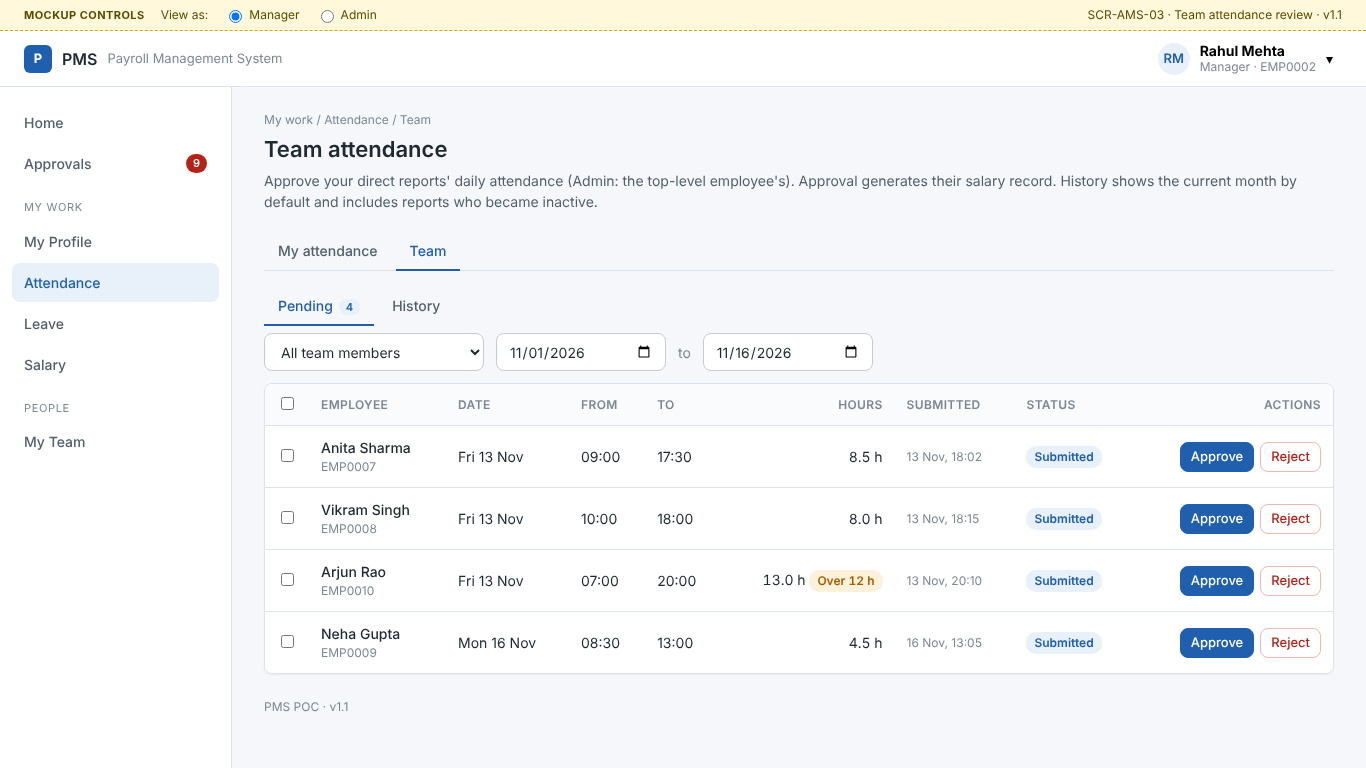 MOCKUP CONTROLS View as: Manager Admin SCR-AMS-03 · Team attendance review · v1.1
P PMS Payroll Management System RM Rahul Mehta ▼
Manager · EMP0002
Home
Approvals 9
MY WORK
My Profile
Attendance
Leave
Salary
PEOPLE
My Team
My work / Attendance / Team
Team attendance
Approve your direct reports' daily attendance (Admin: the top-level employee's). Approval generates their salary record. History shows the current month by
default and includes reports who became inactive.
My attendance Team
Pending 4 History
All team members 11/01/2026 to 11/16/2026
EMPLOYEE DATE FROM TO HOURS SUBMITTED STATUS ACTIONS
Anita Sharma Fri 13 Nov 09:00 17:30 8.5 h 13 Nov, 18:02 Submitted Approve Reject
EMP0007
Vikram Singh Fri 13 Nov 10:00 18:00 8.0 h 13 Nov, 18:15 Submitted Approve Reject
EMP0008
Arjun Rao Fri 13 Nov 07:00 20:00 13.0 h Over 12 h 13 Nov, 20:10 Submitted Approve Reject
EMP0010
Neha Gupta Mon 16 Nov 08:30 13:00 4.5 h 16 Nov, 13:05 Submitted Approve Reject
EMP0009
PMS POC · v1.1